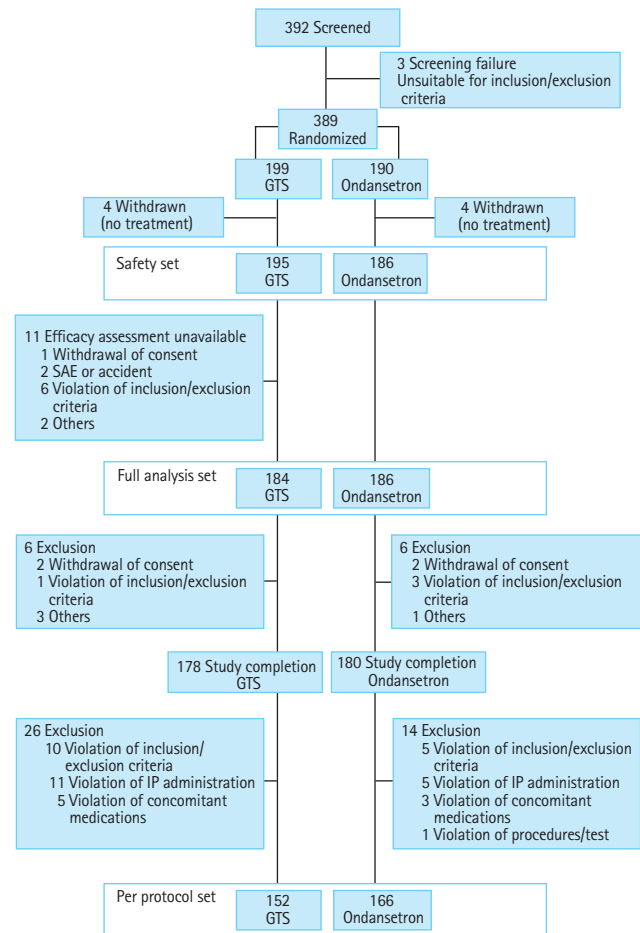 392 Screened
3 Screening failure
Unsuitable for inclusion/exclusion
criteria
389
Randomized
199
GTS
190
Ondansetron
4 Withdrawn
(no treatment)
4 Withdrawn
(no treatment)
Safety set
195
GTS
186
Ondansetron
11 Efficacy assessment unavailable
1 Withdrawal of consent
2 SAE or accident
6 Violation of inclusion/exclusion
criteria
2 Others
Full analysis set
184
GTS
186
Ondansetron
6 Exclusion
2 Withdrawal of consent
1 Violation of inclusion/exclusion
criteria
3 Others
6 Exclusion
2 Withdrawal of consent
3 Violation of inclusion/exclusion
criteria
1 Others
178 Study completion
GTS
180 Study completion
Ondansetron
26 Exclusion
10 Violation of inclusion/
exclusion criteria
11 Violation of IP administration
5 Violation of concomitant
medications
14 Exclusion
5 Violation of inclusion/exclusion
criteria
5 Violation of IP administration
3 Violation of concomitant
medications
1 Violation of procedures/test
Per protocol set
152
GTS
166
Ondansetron